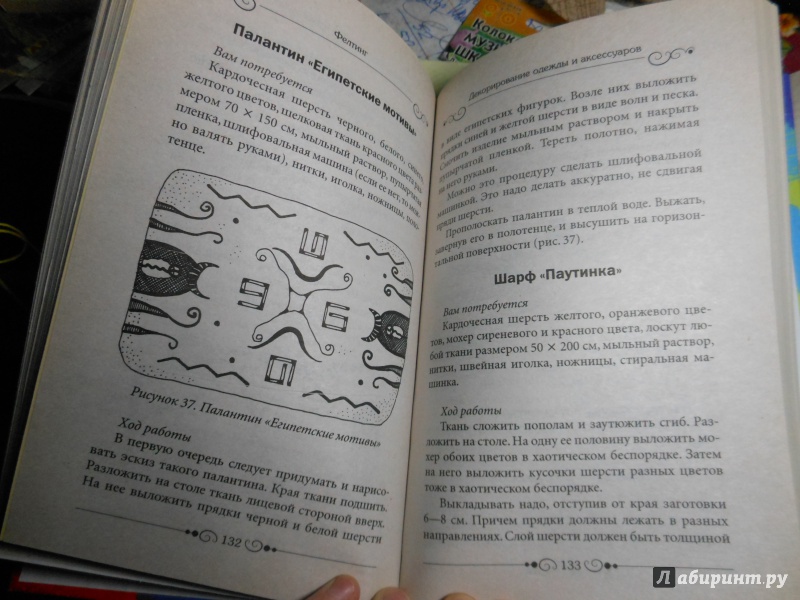 Фелтинг
Палантин «Египетские мотивы»
Вам потребуется
Кардочесная шерсть черного, белого, синего,
желтого цветов, шелковая ткань красного цвета раз-
мером 70 × 150 см, мыльный раствор, пупырчатая
пленка, шлифовальная машина (если ее нет, то мож-
но валять руками), нитки, иголка, ножницы, поло-
тенце.
Рисунок 37. Палантин «Египетские мотивы»
Ход работы
В первую очередь следует придумать и нарисо-
вать эскиз такого палантина. Края ткани подшить.
Разложить на столе ткань лицевой стороной вверх.
На нее выложить прядки черной и белой шерсти
132
Декорирование одежды и аксессуаров
в виде египетских фигурок. Возле них выложить
прядки синей и желтой шерсти в виде волн и песка.
Смочить изделие мыльным раствором и накрыть
пупырчатой пленкой. Тереть полотно, нажимая
на него руками.
Можно эту процедуру сделать шлифовальной
машинкой. Это надо делать аккуратно, не сдвигая
пряди шерсти.
Прополоскать палантин в теплой воде. Выжать,
завернув его в полотенце, и высушить на горизон-
тальной поверхности (рис. 37).
Шарф «Паутинка»
Вам потребуется
Кардочесная шерсть желтого, оранжевого цве-
тов, мохер сиреневого и красного цвета, лоскут лю-
бой ткани размером 50 × 200 см, мыльный раствор,
нитки, швейная иголка, ножницы, стиральная ма-
шинка.
Ход работы
Ткань сложить пополам и заутюжить сгиб. Раз-
ложить на столе. На одну ее половину выложить мо-
хер обоих цветов в хаотическом беспорядке. Затем
на него выложить кусочки шерсти разных цветов
тоже в хаотическом беспорядке.
Выкладывать надо, отступив от края заготовки
6—8 см. Причем прядки должны лежать в разных
направлениях. Слой шерсти должен быть толщиной
133
Лабиринт.ру